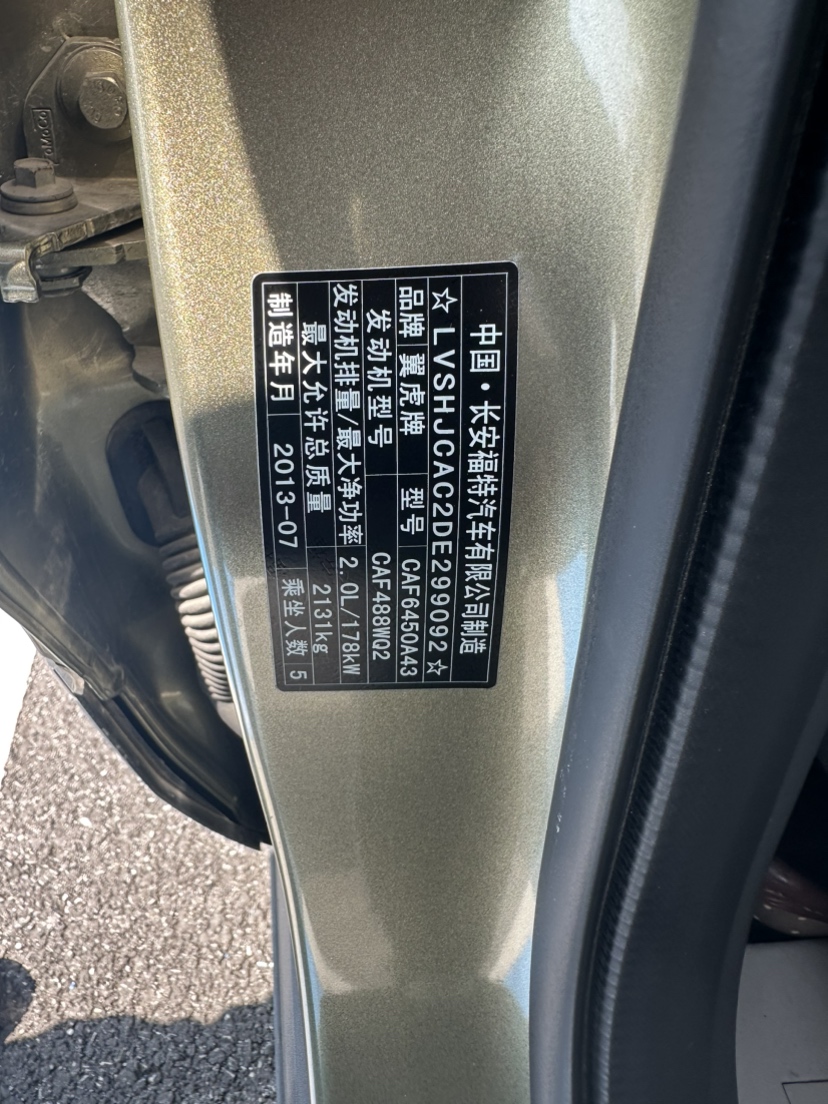 中国·长安福特汽车有限公司制造
☆LVSHJCAC2DE299092☆
品牌 翼虎牌 型号 CAF6450A43
发动机型号 CAF488WQ2
发动机排量/最大净功率 2.0L/178kW
最大允许总质量 2131kg
制造年月 2013-07 乘坐人数 5